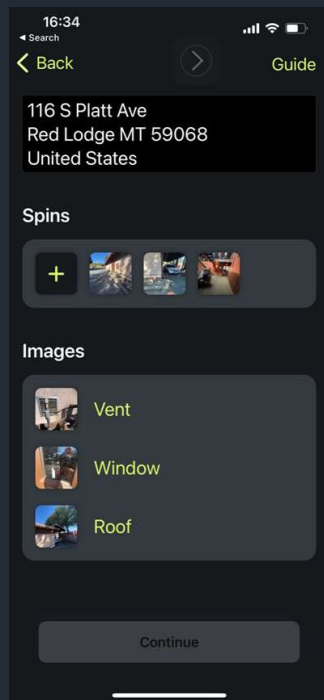 16:34
Search
Back
Guide
116 S Platt Ave
Red Lodge MT 59068
United States
Spins
+
Images
Vent
Window
Roof
Continue